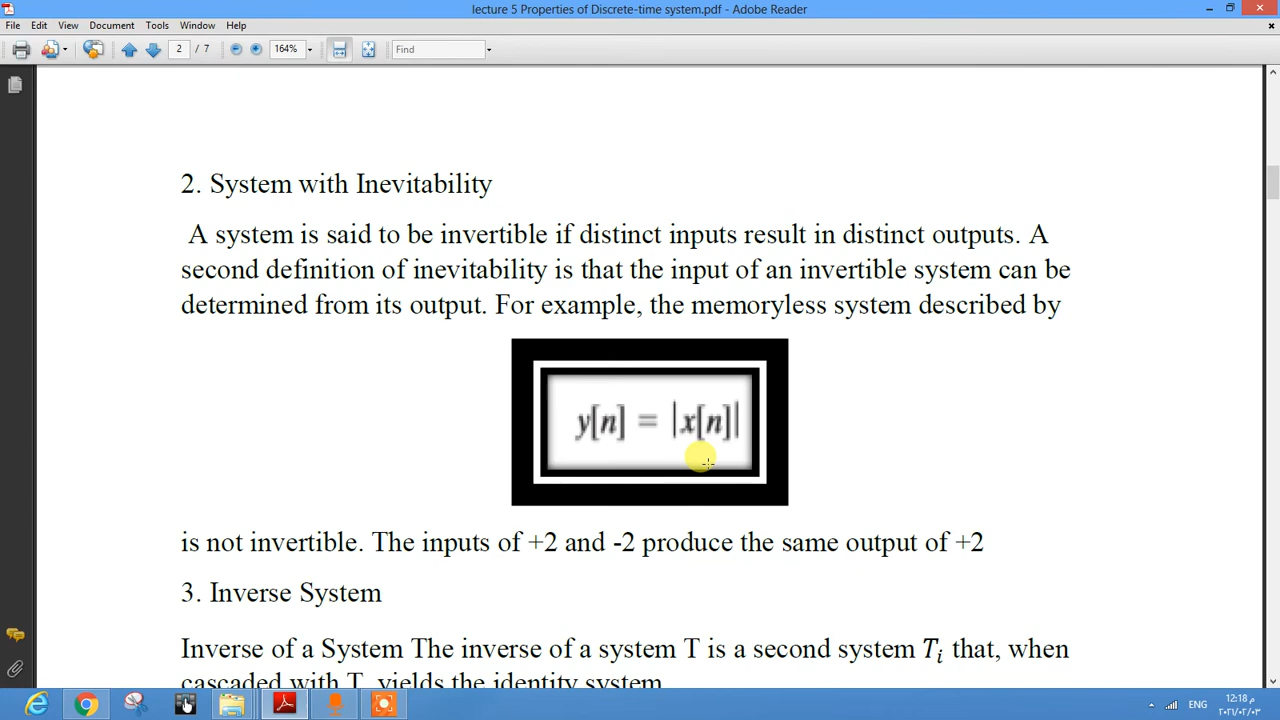 lecture 5 Properties of Discrete-time system.pdf - Adobe Reader
File Edit View Document Tools Window Help
2 / 7 164% Find
2. System with Inevitability
A system is said to be invertible if distinct inputs result in distinct outputs. A
second definition of inevitability is that the input of an invertible system can be
determined from its output. For example, the memoryless system described by
y[n] = |x[n]|
is not invertible. The inputs of +2 and -2 produce the same output of +2
3. Inverse System
Inverse of a System The inverse of a system T is a second system Tᵢ that, when
cascaded with T, yields the identity system
ENG
12:18 م
٢٠٢١/٠٢/٠٣